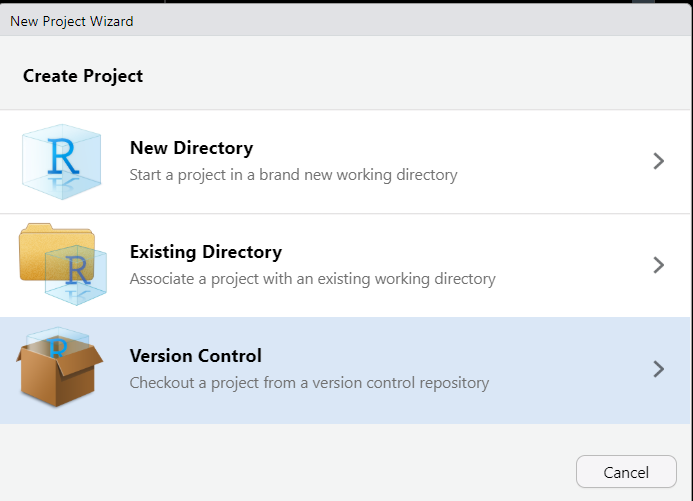 New Project Wizard
Create Project
R
New Directory
Start a project in a brand new working directory
R
Existing Directory
Associate a project with an existing working directory
R
Version Control
Checkout a project from a version control repository
Cancel